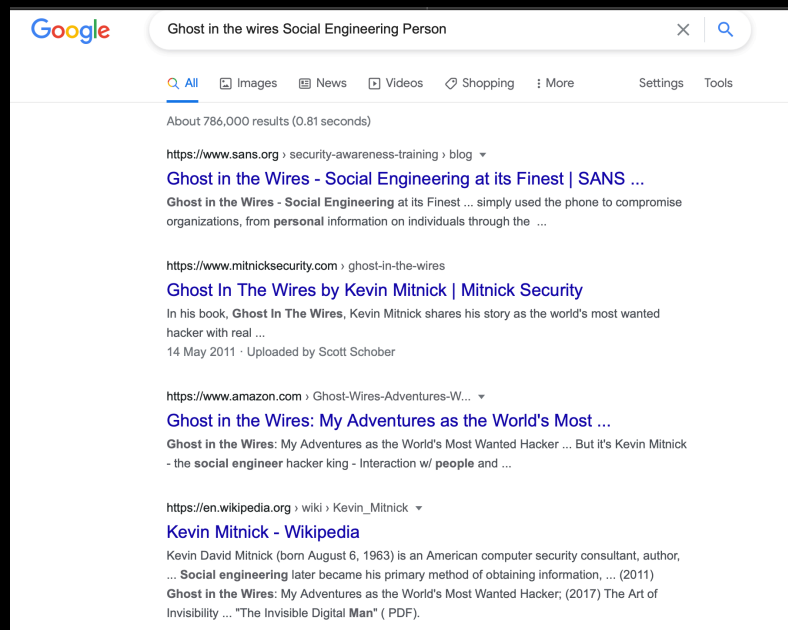 Google
Ghost in the wires Social Engineering Person
All Images News Videos Shopping More Settings Tools
About 786,000 results (0.81 seconds)
https://www.sans.org › security-awareness-training › blog
Ghost in the Wires - Social Engineering at its Finest | SANS ...
Ghost in the Wires - Social Engineering at its Finest ... simply used the phone to compromise
organizations, from personal information on individuals through the ...
https://www.mitnicksecurity.com › ghost-in-the-wires
Ghost In The Wires by Kevin Mitnick | Mitnick Security
In his book, Ghost In The Wires, Kevin Mitnick shares his story as the world's most wanted
hacker with real ...
14 May 2011 · Uploaded by Scott Schober
https://www.amazon.com › Ghost-Wires-Adventures-W...
Ghost in the Wires: My Adventures as the World's Most ...
Ghost in the Wires: My Adventures as the World's Most Wanted Hacker ... But it's Kevin Mitnick
- the social engineer hacker king - Interaction w/ people and ...
https://en.wikipedia.org › wiki › Kevin_Mitnick
Kevin Mitnick - Wikipedia
Kevin David Mitnick (born August 6, 1963) is an American computer security consultant, author,
... Social engineering later became his primary method of obtaining information, ... (2011)
Ghost in the Wires: My Adventures as the World's Most Wanted Hacker; (2017) The Art of
Invisibility ... "The Invisible Digital Man" ( PDF).